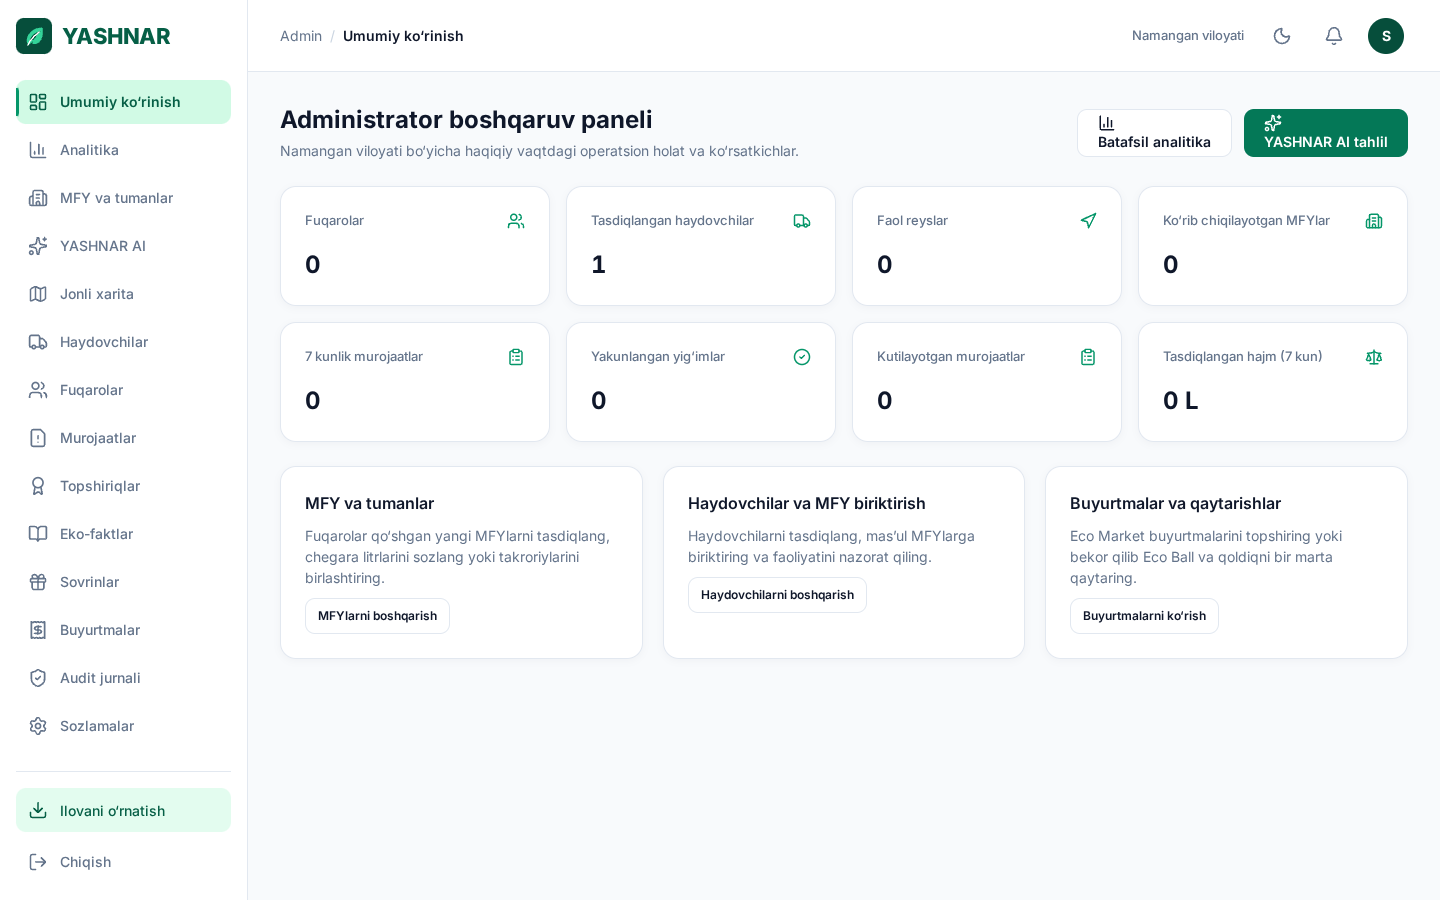 YASHNAR
Admin / Umumiy ko‘rinish
Namangan viloyati
S
Umumiy ko‘rinish
Analitika
MFY va tumanlar
YASHNAR AI
Jonli xarita
Haydovchilar
Fuqarolar
Murojaatlar
Topshiriqlar
Eko-faktlar
Sovrinlar
Buyurtmalar
Audit jurnali
Sozlamalar
Ilovani o‘rnatish
Chiqish
Administrator boshqaruv paneli
Namangan viloyati bo‘yicha haqiqiy vaqtdagi operatsion holat va ko‘rsatkichlar.
Batafsil analitika
YASHNAR AI tahlil
Fuqarolar
0
Tasdiqlangan haydovchilar
1
Faol reyslar
0
Ko‘rib chiqilayotgan MFYlar
0
7 kunlik murojaatlar
0
Yakunlangan yig‘imlar
0
Kutilayotgan murojaatlar
0
Tasdiqlangan hajm (7 kun)
0 L
MFY va tumanlar
Fuqarolar qo‘shgan yangi MFYlarni tasdiqlang,
chegara litrlarini sozlang yoki takroriylarini
birlashtiring.
MFYlarni boshqarish
Haydovchilar va MFY biriktirish
Haydovchilarni tasdiqlang, mas’ul MFYlarga
biriktiring va faoliyatini nazorat qiling.
Haydovchilarni boshqarish
Buyurtmalar va qaytarishlar
Eco Market buyurtmalarini topshiring yoki
bekor qilib Eco Ball va qoldiqni bir marta
qaytaring.
Buyurtmalarni ko‘rish